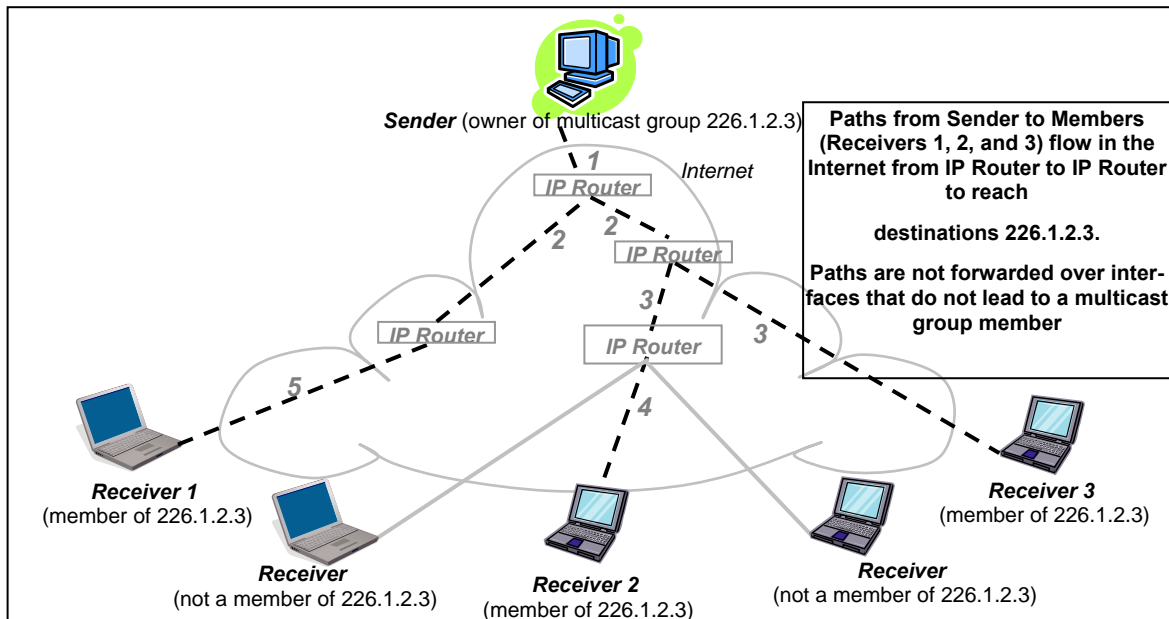 Sender (owner of multicast group 226.1.2.3)
Paths from Sender to Members
(Receivers 1, 2, and 3) flow in the
Internet from IP Router to IP Router
to reach
destinations 226.1.2.3.
Paths are not forwarded over inter-
faces that do not lead to a multicast
group member
1
Internet
IP Router
2
2
IP Router
3
3
IP Router
IP Router
5
4
Receiver 1
(member of 226.1.2.3)
Receiver
(not a member of 226.1.2.3)
Receiver 2
(member of 226.1.2.3)
Receiver
(not a member of 226.1.2.3)
Receiver 3
(member of 226.1.2.3)